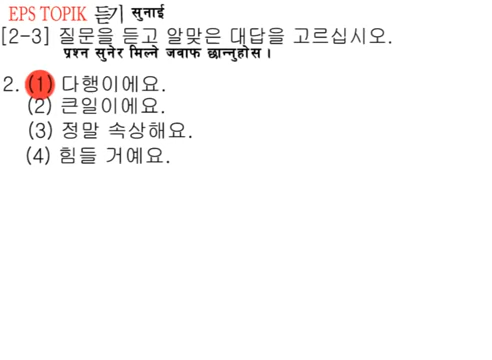 EPS TOPIK 듣기 सुनाई
[2-3] 질문을 듣고 알맞은 대답을 고르십시오.
प्रश्न सुनेर मिल्ने जवाफ छान्नुहोस ।
2. (1) 다행이에요.
(2) 큰일이에요.
(3) 정말 속상해요.
(4) 힘들 거예요.